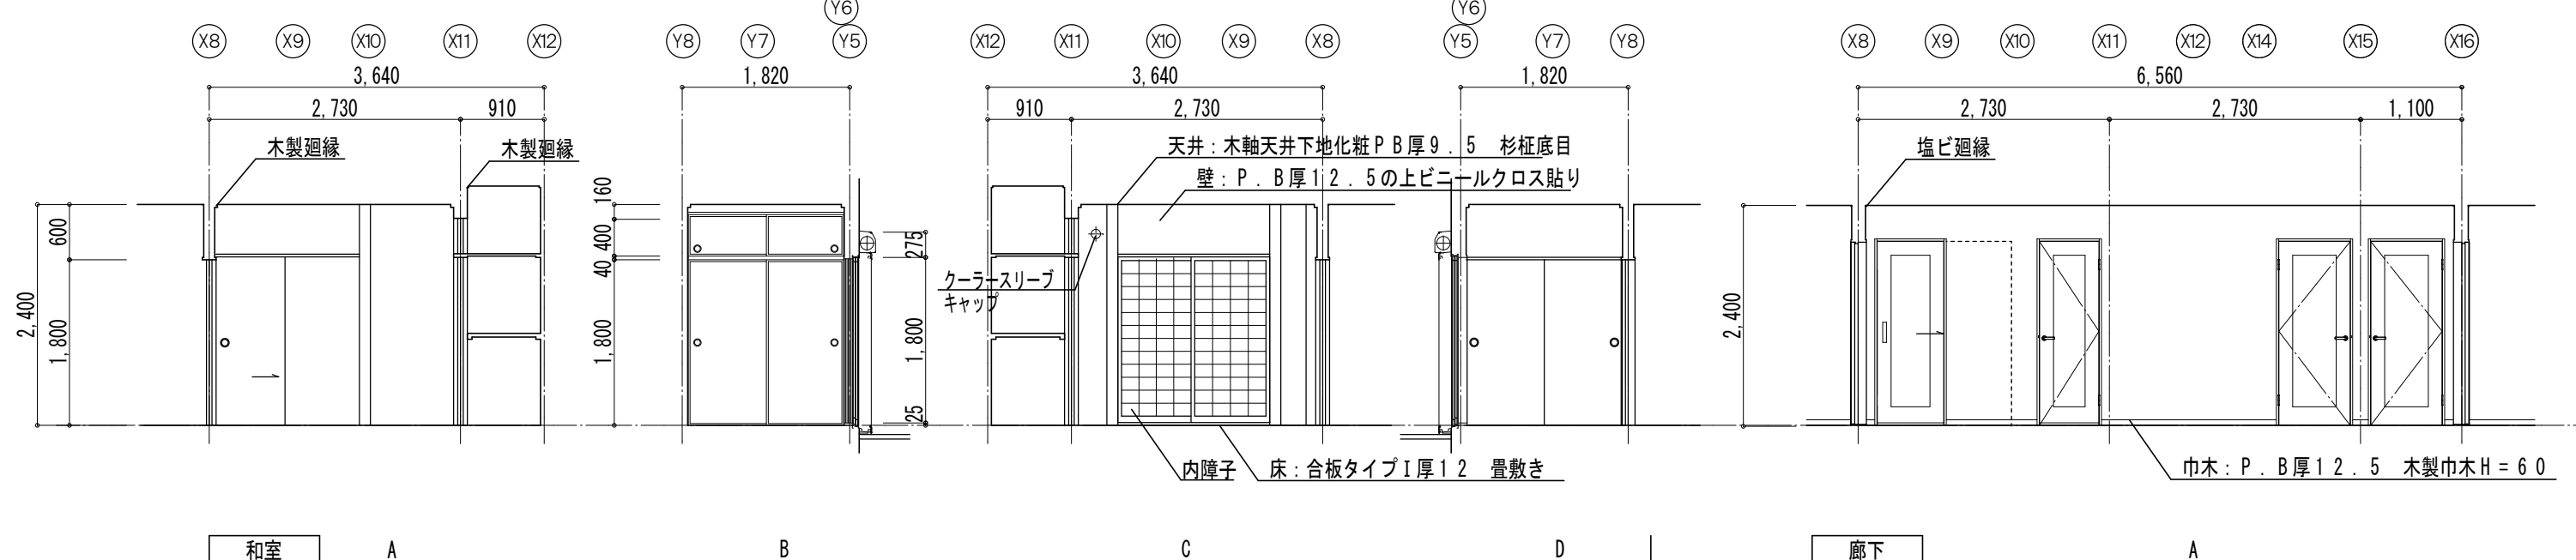 Y6 Y6
X8 X9 X10 X11 X12 Y8 Y7 Y5 X12 X11 X10 X9 X8 Y5 Y7 Y8 X8 X9 X10 X11 X12 X14 X15 X16
3,640 1,820 3,640 1,820 6,560
2,730 910 910 2,730 2,730 2,730 1,100
木製廻縁
木製廻縁
天井：木軸天井下地化粧ＰＢ厚９．５　杉柾底目
壁：Ｐ．Ｂ厚１２．５の上ビニールクロス貼り
塩ビ廻縁
2,400
600
1,800
160
400
40
1,800
275
1,800
25
クーラースリーブ
キャップ
2,400
内障子
床：合板タイプＩ厚１２　畳敷き
巾木：Ｐ．Ｂ厚１２．５　木製巾木Ｈ＝６０
和室 A B C D 廊下 A